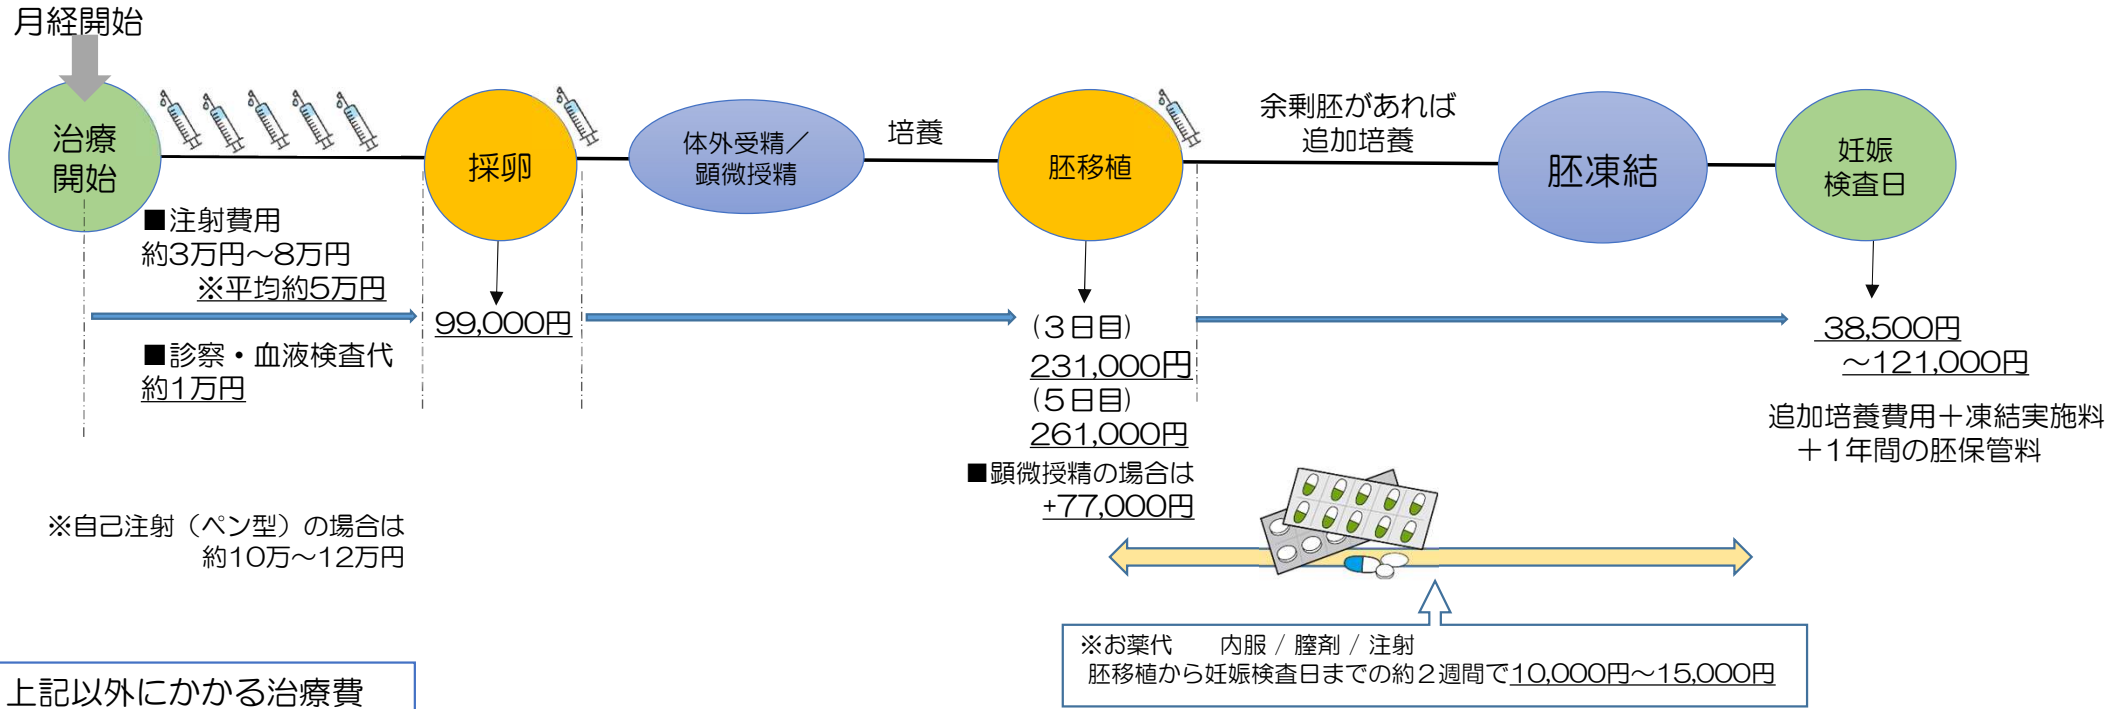 月経開始
治療
開始
採卵
体外受精／
顕微授精
培養
胚移植
余剰胚があれば
追加培養
胚凍結
妊娠
検査日
■注射費用
約3万円～8万円
※平均約5万円
■診察・血液検査代
約1万円
99,000円
(３日目)
231,000円
(５日目)
261,000円
■顕微授精の場合は
+77,000円
38,500円
～121,000円
追加培養費用＋凍結実施料
＋1年間の胚保管料
※自己注射（ペン型）の場合は
約10万～12万円
※お薬代　内服 / 膣剤 / 注射
胚移植から妊娠検査日までの約２週間で10,000円～15,000円
上記以外にかかる治療費